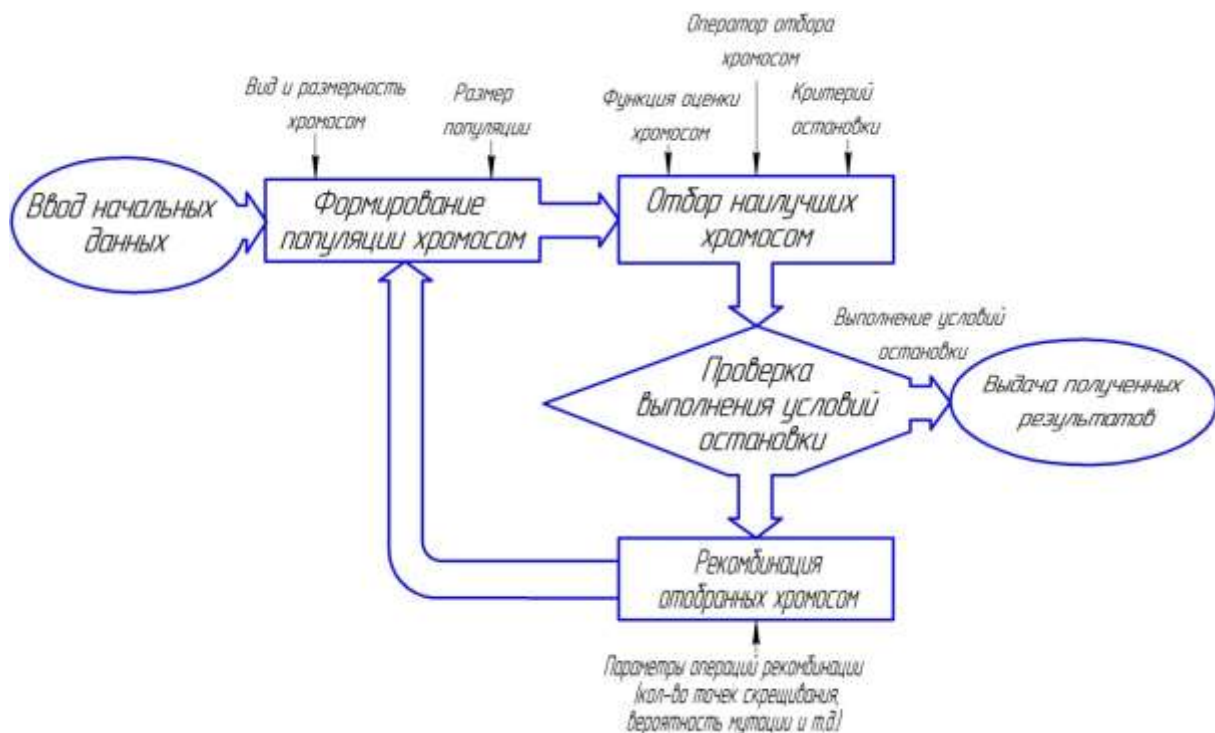 Оператор отбора
хромосом
Вид и размерность
хромосом
Размер
популяции
Функция оценки
хромосом
Критерий
остановки
Ввод начальных
данных
Формирование
популяции хромосом
Отбор наилучших
хромосом
Выполнение условий
остановки
Проверка
выполнения условий
остановки
Выдача полученных
результатов
Рекомбинация
отобранных хромосом
Параметры операций рекомбинации
(кол-во точек скрещивания,
вероятность мутации и т.д.)